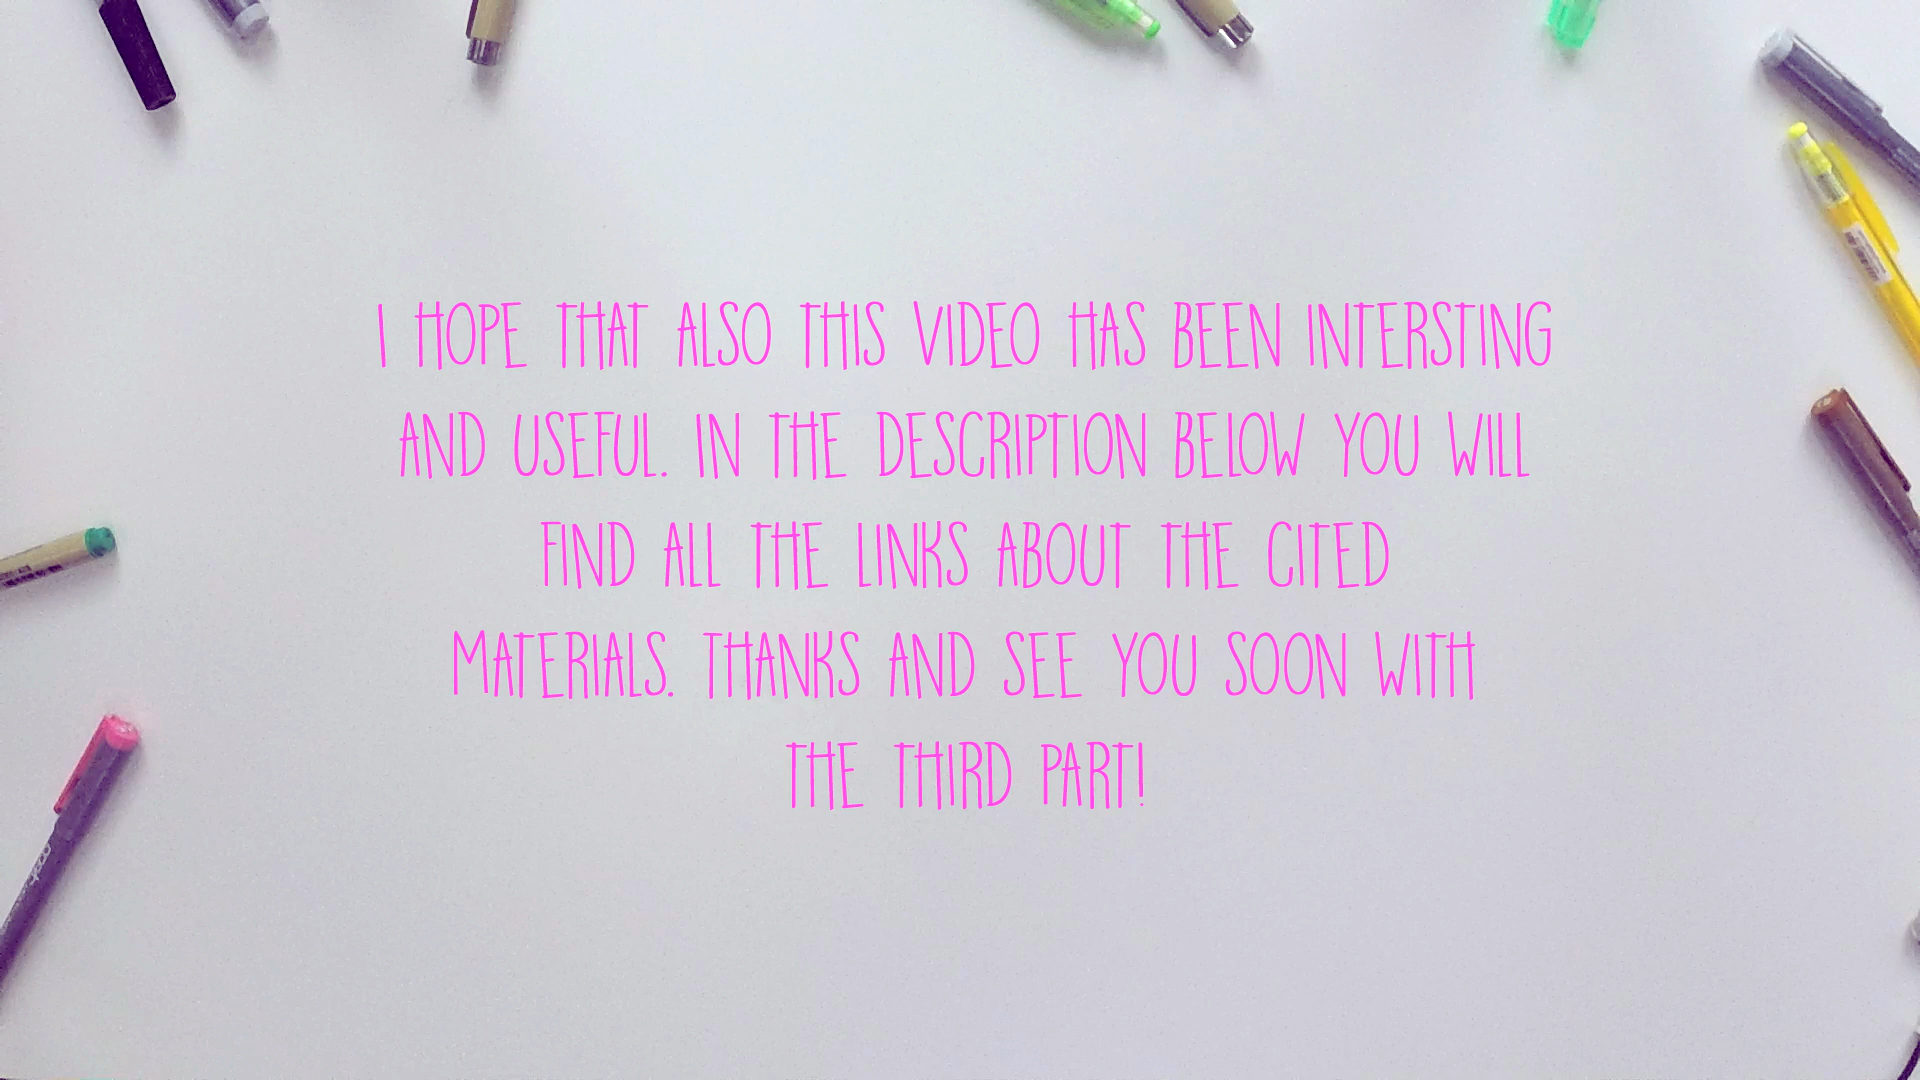 I HOPE THAT ALSO THIS VIDEO HAS BEEN INTERSTING
AND USEFUL. IN THE DESCRIPTION BELOW YOU WILL
FIND ALL THE LINKS ABOUT THE CITED
MATERIALS. THANKS AND SEE YOU SOON WITH
THE THIRD PART!